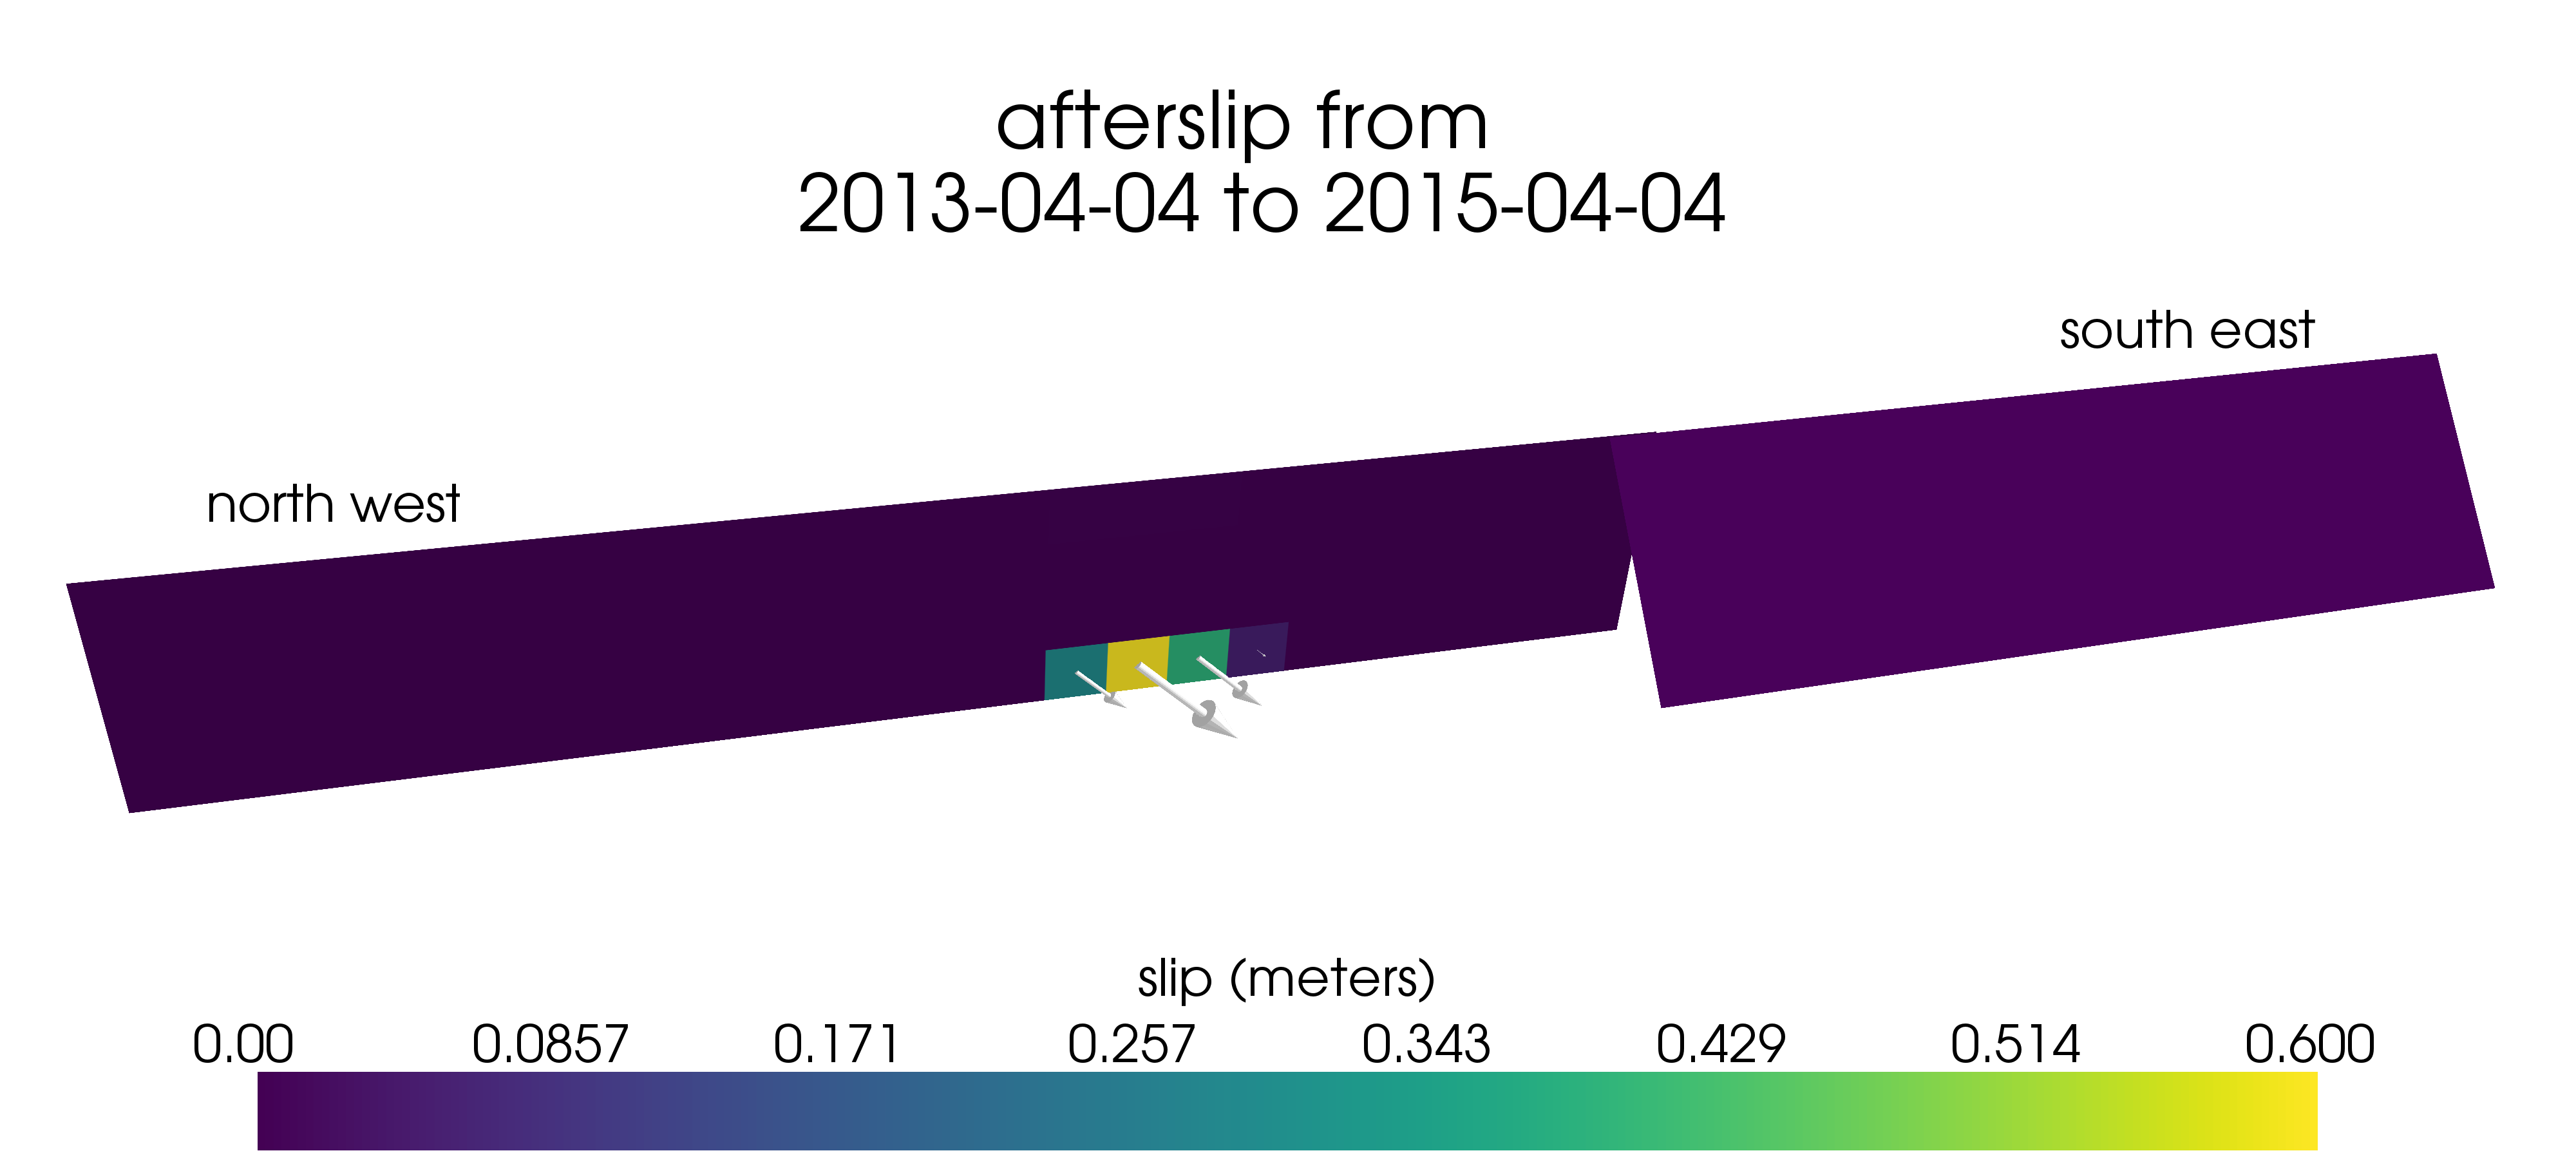 afterslip from
2013-04-04 to 2015-04-04
south east
north west
slip (meters)
0.00 0.0857 0.171 0.257 0.343 0.429 0.514 0.600